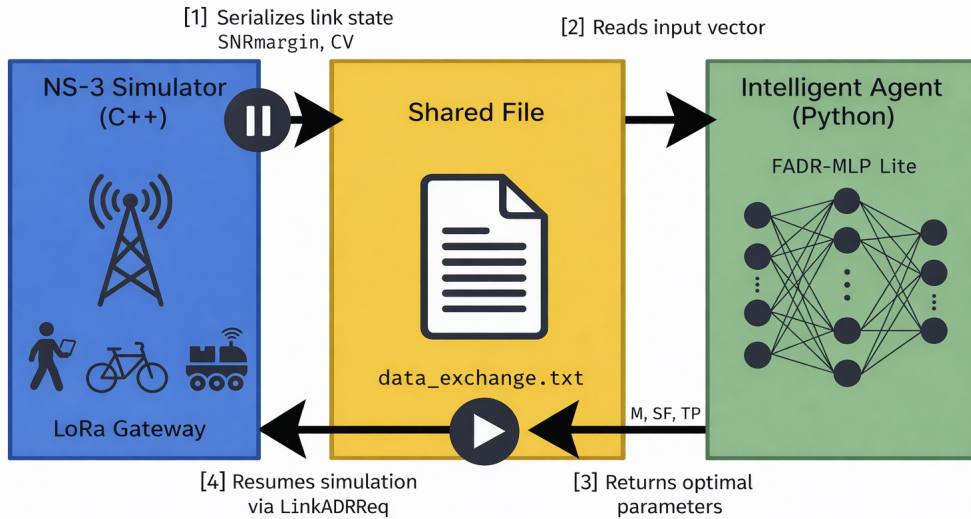 [1] Serializes link state
SNRmargin, CV
[2] Reads input vector
NS-3 Simulator
(C++)
Shared File
Intelligent Agent
(Python)
FADR-MLP Lite
data_exchange.txt
M, SF, TP
LoRa Gateway
[4] Resumes simulation
via LinkADRReq
[3] Returns optimal
parameters